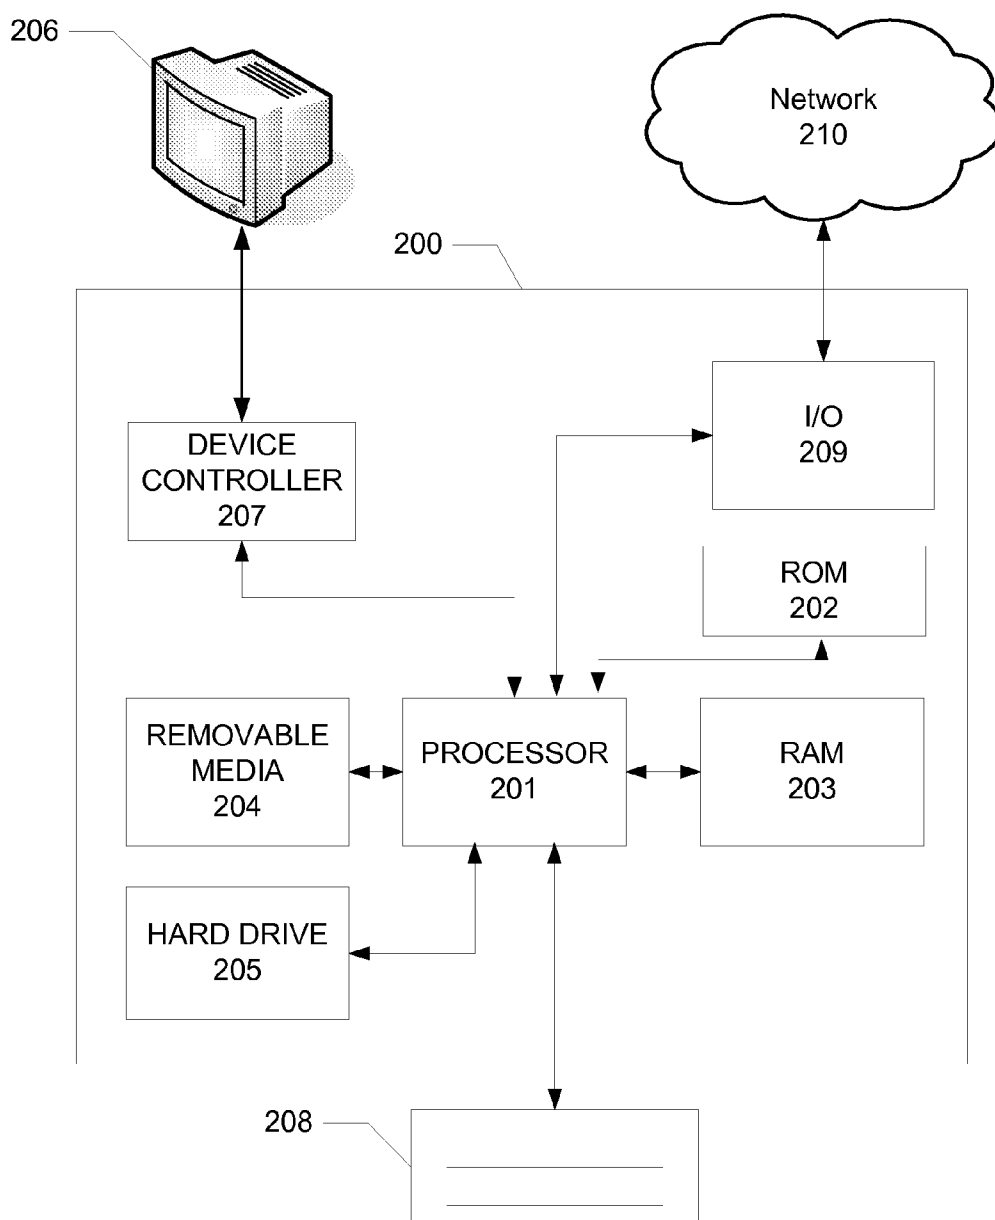 206
Network
210
200
DEVICE
CONTROLLER
207
I/O
209
ROM
202
REMOVABLE
MEDIA
204
PROCESSOR
201
RAM
203
HARD DRIVE
205
208